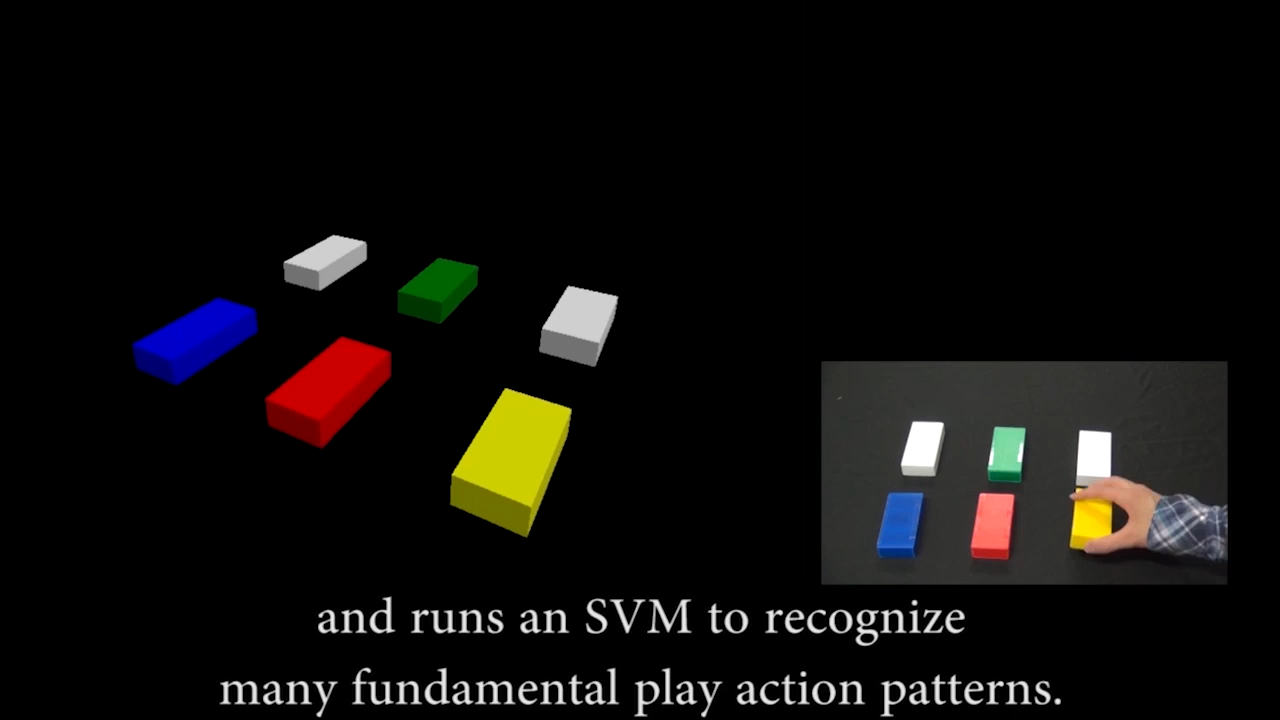 and runs an SVM to recognize
many fundamental play action patterns.